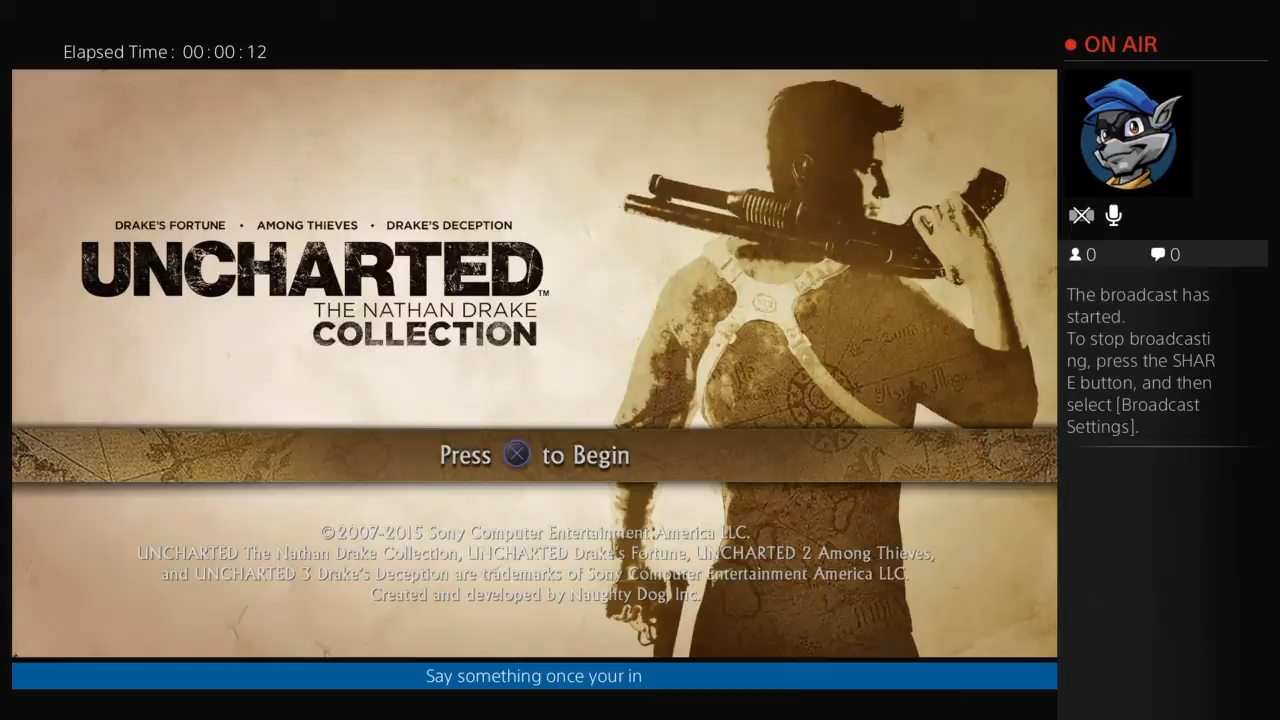 Elapsed Time: 00:00:12
ON AIR
DRAKE'S FORTUNE • AMONG THIEVES • DRAKE'S DECEPTION
UNCHARTED™
THE NATHAN DRAKE
COLLECTION
Press to Begin
©2007-2015 Sony Computer Entertainment America LLC.
UNCHARTED The Nathan Drake Collection, UNCHARTED Drake's Fortune, UNCHARTED 2 Among Thieves,
and UNCHARTED 3 Drake's Deception are trademarks of Sony Computer Entertainment America LLC.
Created and developed by Naughty Dog, Inc.
Say something once your in
0 0
The broadcast has
started.
To stop broadcasti
ng, press the SHAR
E button, and then
select [Broadcast
Settings].